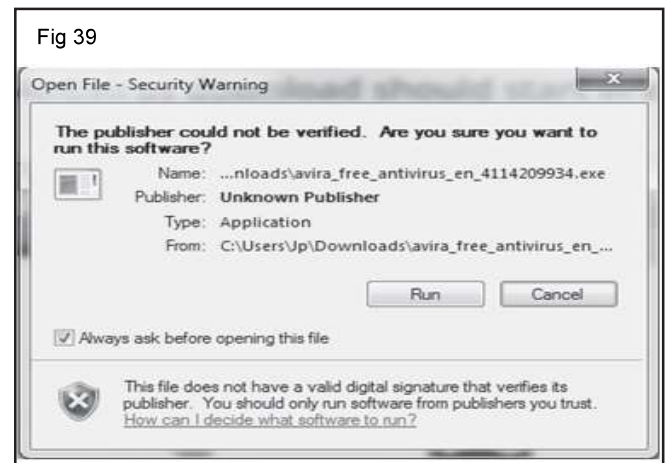 Fig 39
Open File - Security Warning
The publisher could not be verified. Are you sure you want to
run this software?
Name: ...nloads\avira_free_antivirus_en_4114209934.exe
Publisher: Unknown Publisher
Type: Application
From: C:\Users\Jp\Downloads\avira_free_antivirus_en_...
Run Cancel
Always ask before opening this file
This file does not have a valid digital signature that verifies its
publisher. You should only run software from publishers you trust.
How can I decide what software to run?